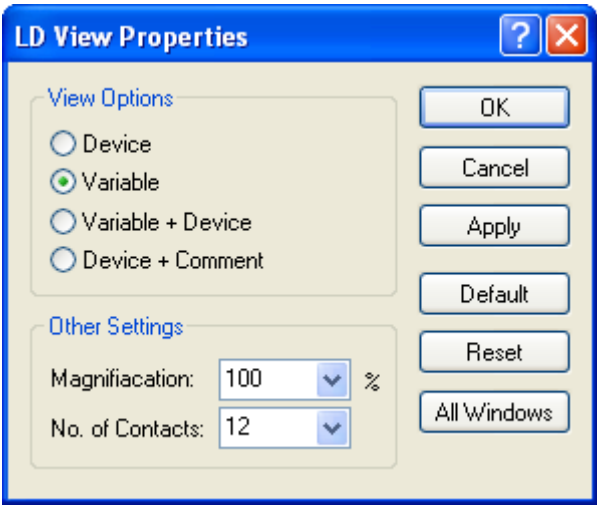 LD View Properties
View Options
Device
Variable
Variable + Device
Device + Comment
Other Settings
Magnifiacation: 100 %
No. of Contacts: 12
OK
Cancel
Apply
Default
Reset
All Windows